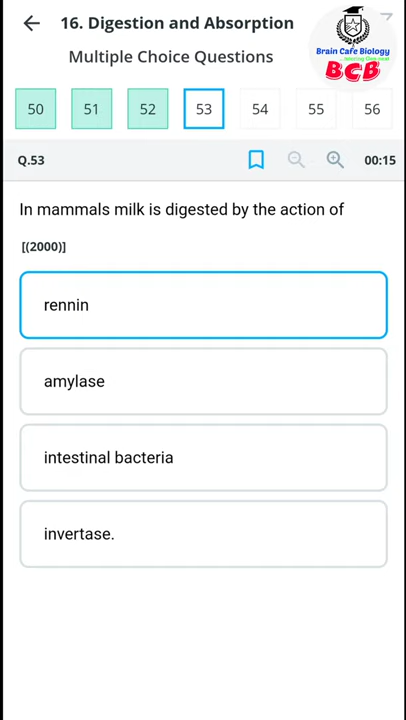 16. Digestion and Absorption
Multiple Choice Questions
Brain Cafe Biology
BCB
50 51 52 53 54 55 56
Q.53 00:15
In mammals milk is digested by the action of
[(2000)]
rennin
amylase
intestinal bacteria
invertase.